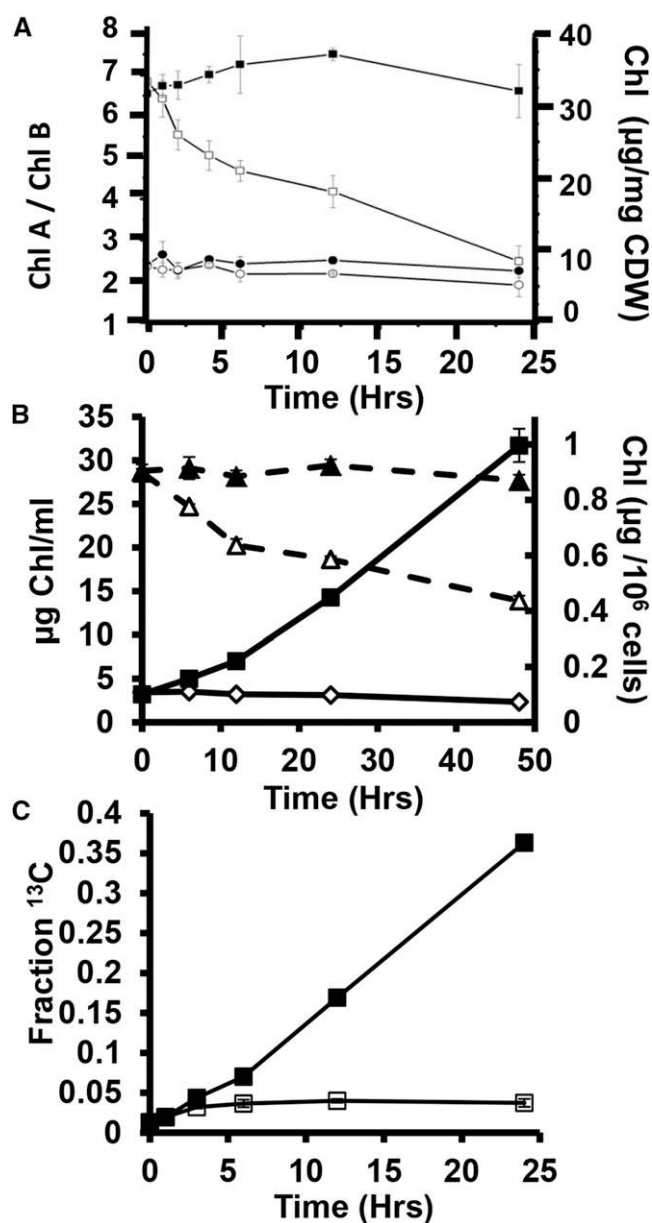 A
8
7
6
5
4
3
2
1
Chl A / Chl B
40
30
20
10
0
Chl (µg/mg CDW)
0 5 10 15 20 25
Time (Hrs)
B
35
30
25
20
15
10
5
0
µg Chl/ml
1
0.8
0.6
0.4
0.2
0
Chl (µg /10⁶ cells)
0 10 20 30 40 50
Time (Hrs)
C
0.4
0.35
0.3
0.25
0.2
0.15
0.1
0.05
0
Fraction ¹³C
0 5 10 15 20 25
Time (Hrs)